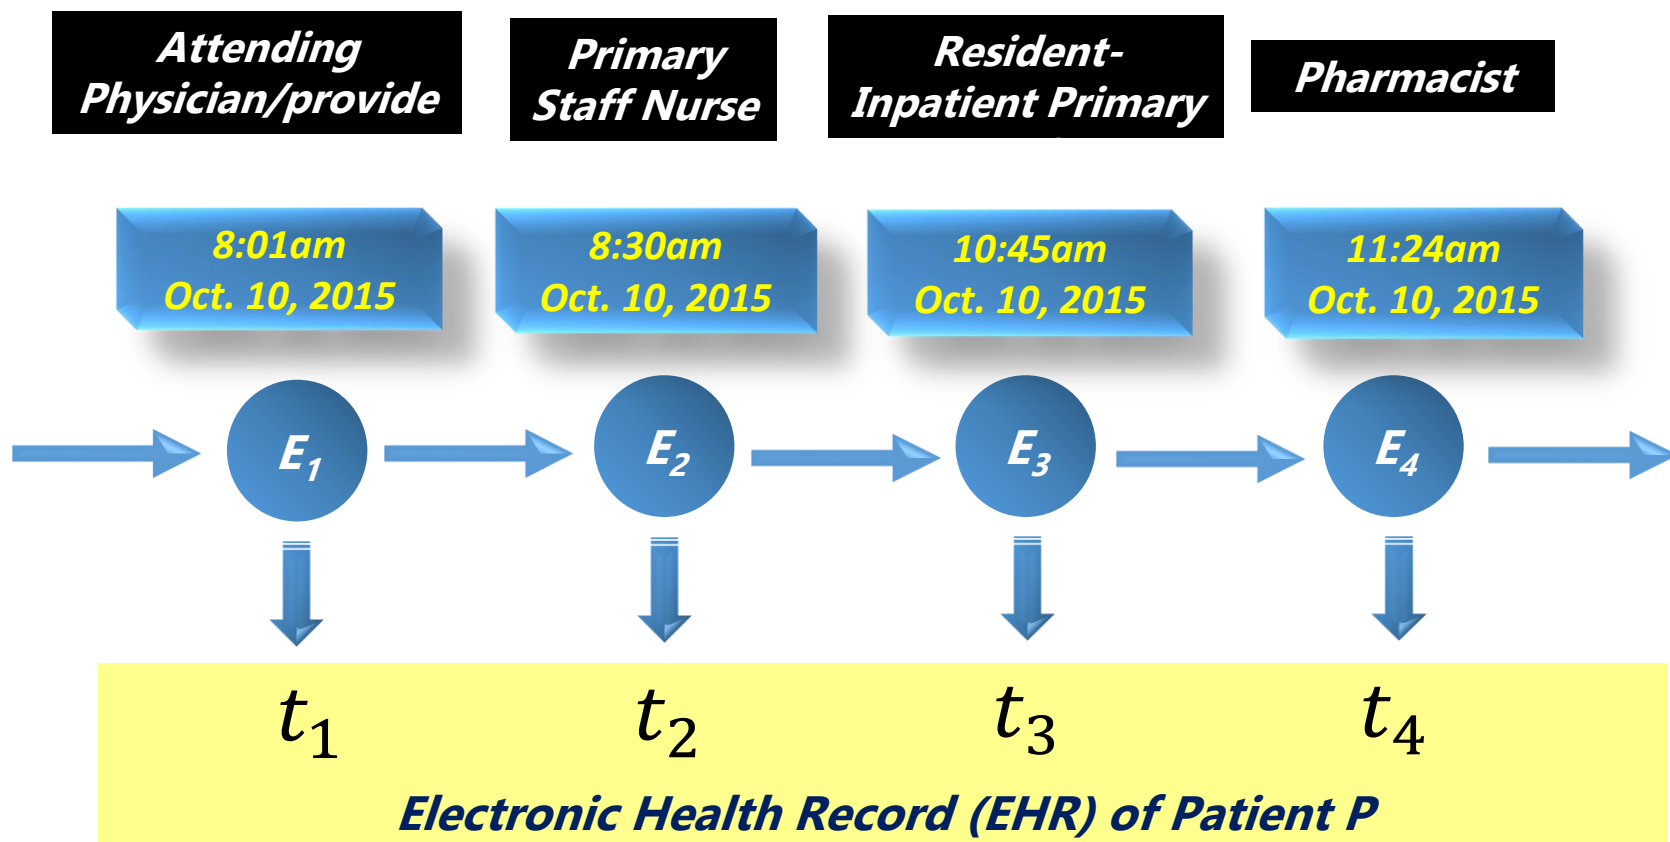 Attending
Physician/provide
Primary
Staff Nurse
Resident-
Inpatient Primary
Pharmacist
8:01am
Oct. 10, 2015
8:30am
Oct. 10, 2015
10:45am
Oct. 10, 2015
11:24am
Oct. 10, 2015
E1
E2
E3
E4
t1
t2
t3
t4
Electronic Health Record (EHR) of Patient P